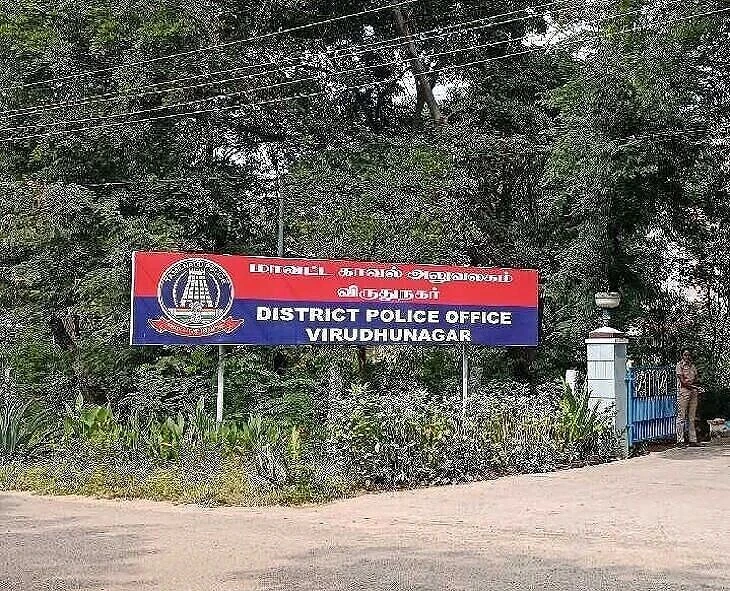 மாவட்ட காவல் அலுவலகம்
விருதுநகர்
DISTRICT POLICE OFFICE
VIRUDHUNAGAR